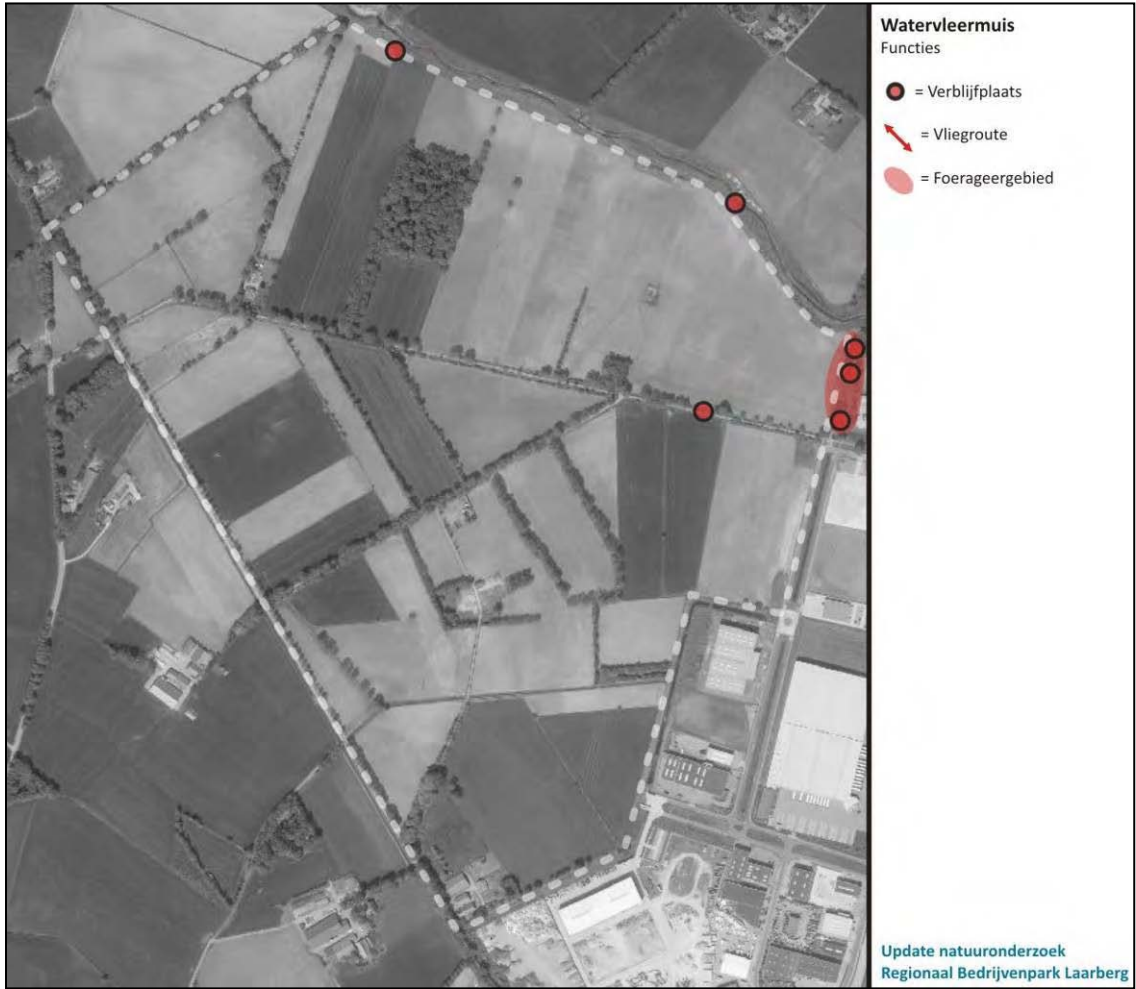 Watervleermuis
Functies
= Verblijfplaats
= Vliegroute
= Foerageergebied
Update natuuronderzoek
Regionaal Bedrijvenpark Laarberg